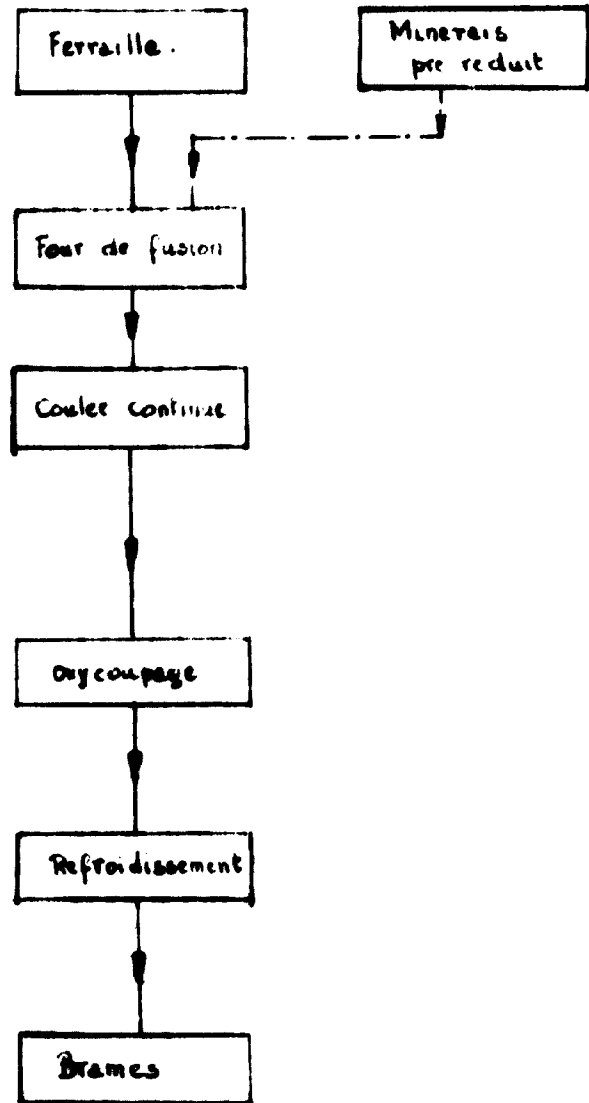 Ferraille.
Minerais
pre reduit
Four de fusion
Coulee continue
oxycoupage
Refroidissement
Brames